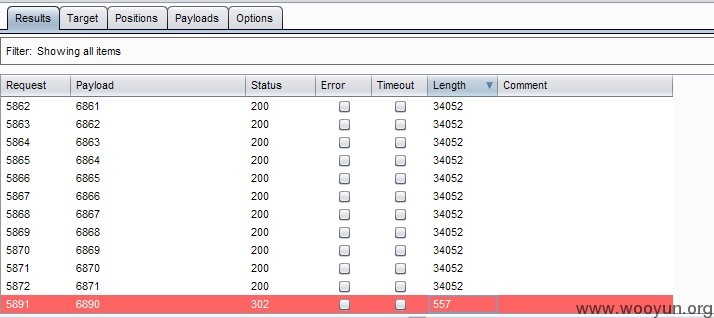 Results Target Positions Payloads Options
Filter: Showing all items
Request Payload Status Error Timeout Length Comment
5862 6861 200 34052
5863 6862 200 34052
5864 6863 200 34052
5865 6864 200 34052
5866 6865 200 34052
5867 6866 200 34052
5868 6867 200 34052
5869 6868 200 34052
5870 6869 200 34052
5871 6870 200 34052
5872 6871 200 34052
5891 6890 302 557
www.wooyun.org